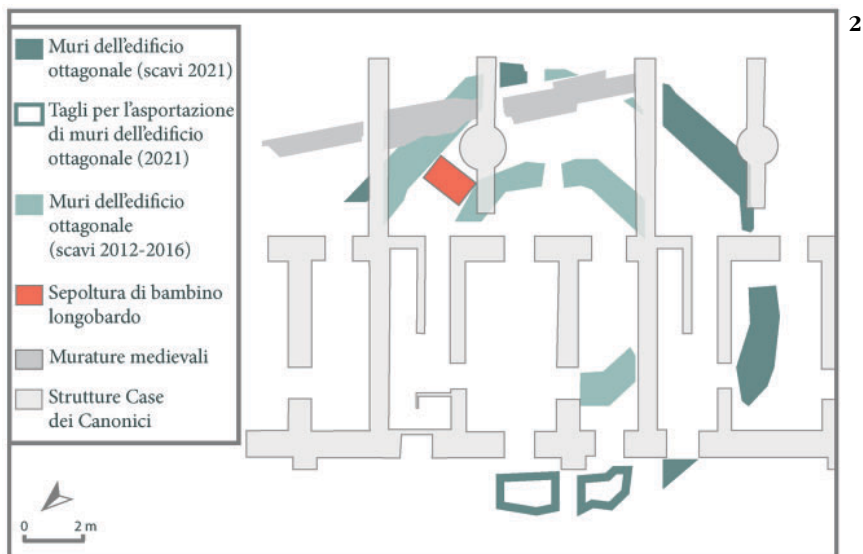 2
Muri dell'edificio
ottagonale (scavi 2021)
Tagli per l'asportazione
di muri dell'edificio
ottagonale (2021)
Muri dell'edificio
ottagonale
(scavi 2012-2016)
Sepoltura di bambino
longobardo
Murature medievali
Strutture Case
dei Canonici
0 2 m